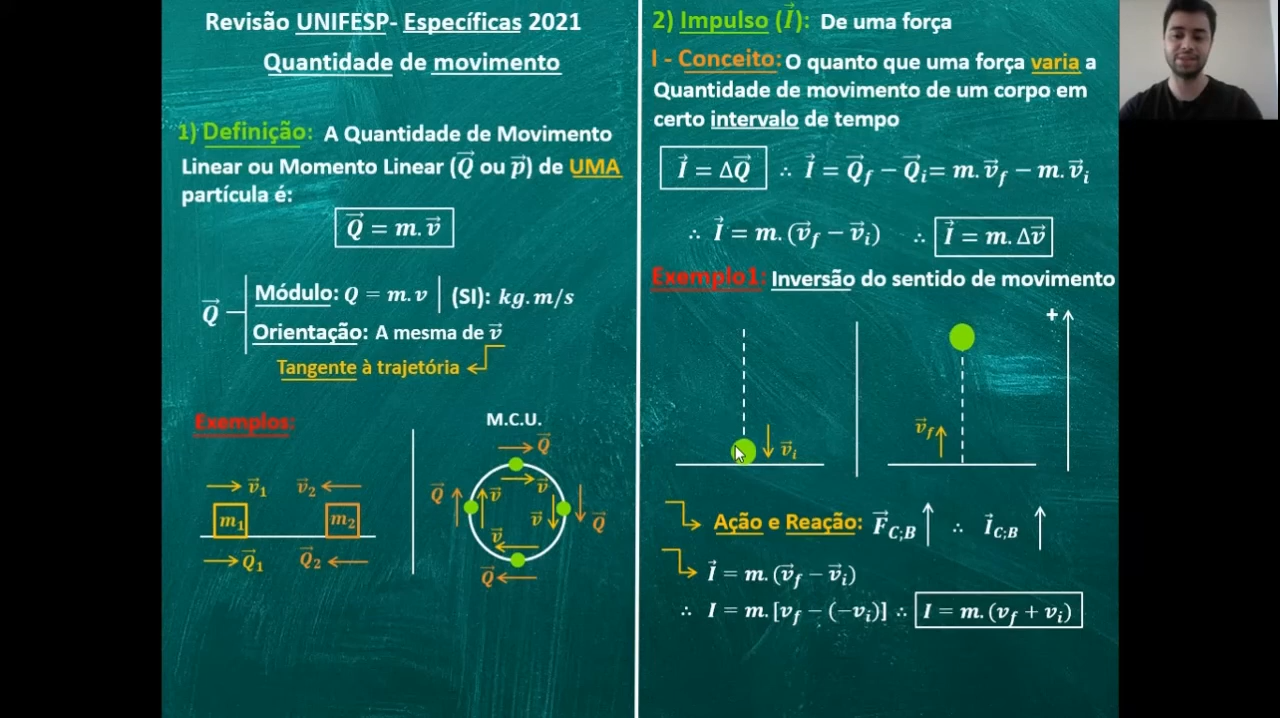 Revisão UNIFESP- Específicas 2021
Quantidade de movimento
1) Definição: A Quantidade de Movimento
Linear ou Momento Linear (Q⃗ ou p⃗) de UMA
partícula é:
Q⃗ = m.v⃗
Q⃗
Módulo: Q = m.v | (SI): kg.m/s
Orientação: A mesma de v⃗
Tangente à trajetória
Exemplos:
v⃗₁ v⃗₂
m₁ m₂
Q⃗₁ Q⃗₂
M.C.U.
Q⃗
Q⃗ v⃗ v⃗
v⃗ Q⃗
v⃗
Q⃗
2) Impulso (I⃗): De uma força
I - Conceito: O quanto que uma força varia a
Quantidade de movimento de um corpo em
certo intervalo de tempo
I⃗ = ΔQ⃗ ∴ I⃗ = Q⃗f − Q⃗i= m.v⃗f − m.v⃗i
∴ I⃗ = m.(v⃗f − v⃗i) ∴ I⃗ = m.Δv⃗
Exemplo1: Inversão do sentido de movimento
+
v⃗i
v⃗f
Ação e Reação: F⃗C;B ∴ I⃗C;B
I⃗ = m.(v⃗f − v⃗i)
∴ I = m.[vf − (−vi)] ∴ I = m.(vf + vi)